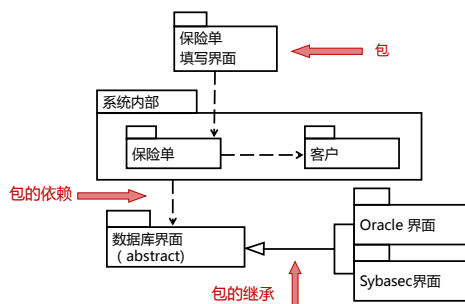 保险单
填写界面
包
系统内部
保险单
客户
包的依赖
数据库界面
( abstract)
Oracle 界面
Sybasec界面
包的继承